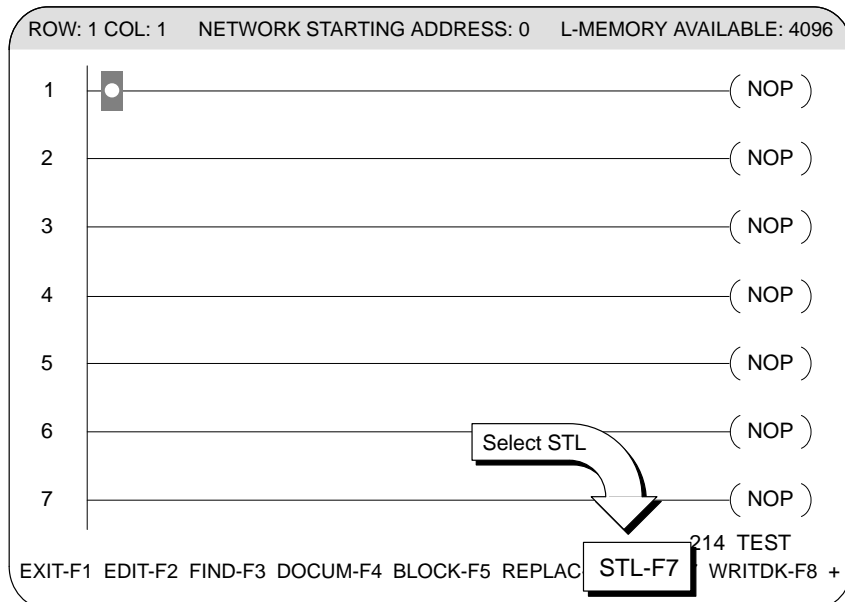 ROW: 1 COL: 1 NETWORK STARTING ADDRESS: 0 L-MEMORY AVAILABLE: 4096
1 NOP
2 NOP
3 NOP
4 NOP
5 NOP
6 NOP
Select STL
7 NOP
214 TEST
EXIT-F1 EDIT-F2 FIND-F3 DOCUM-F4 BLOCK-F5 REPLAC STL-F7 WRITDK-F8 +